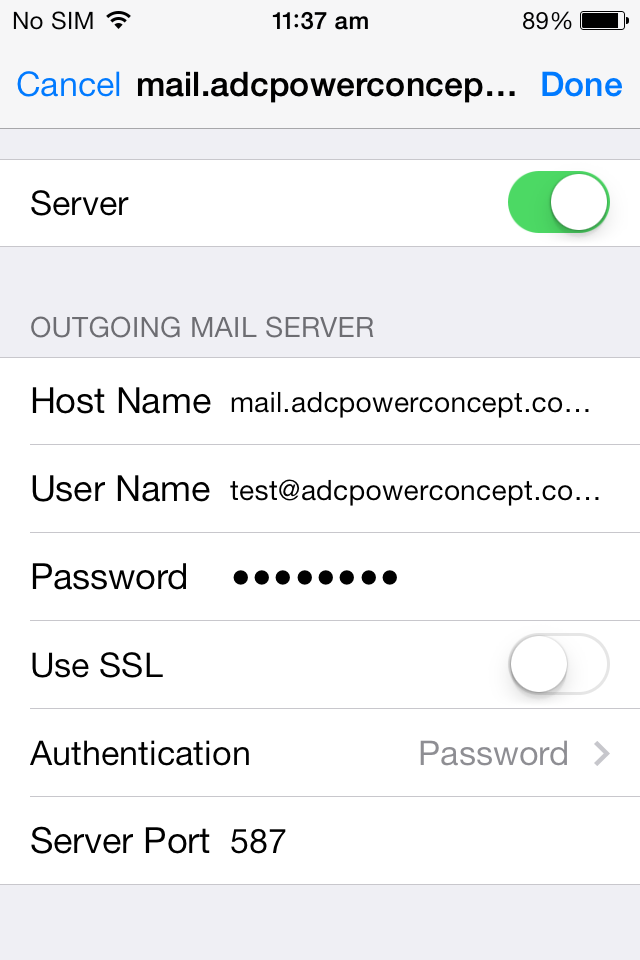 No SIM 11:37 am 89%
Cancel mail.adcpowerconcep... Done
Server
OUTGOING MAIL SERVER
Host Name mail.adcpowerconcept.co...
User Name test@adcpowerconcept.co...
Password ••••••••
Use SSL
Authentication Password
Server Port 587